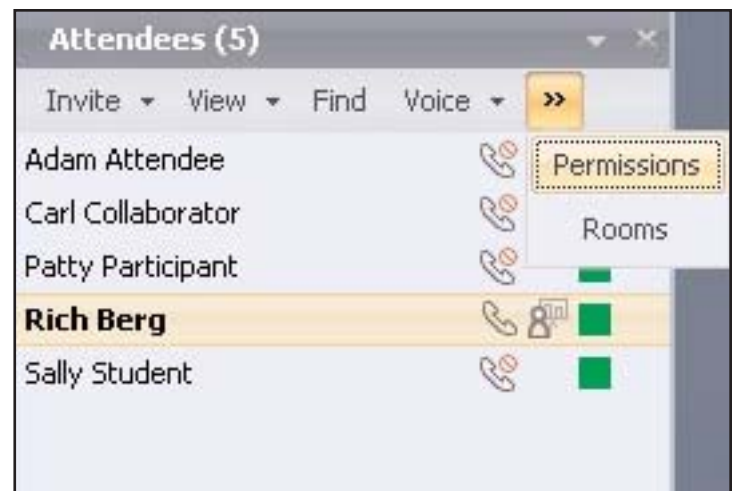 Attendees (5)
Invite View Find Voice »
Adam Attendee
Permissions
Carl Collaborator
Rooms
Patty Participant
Rich Berg
Sally Student